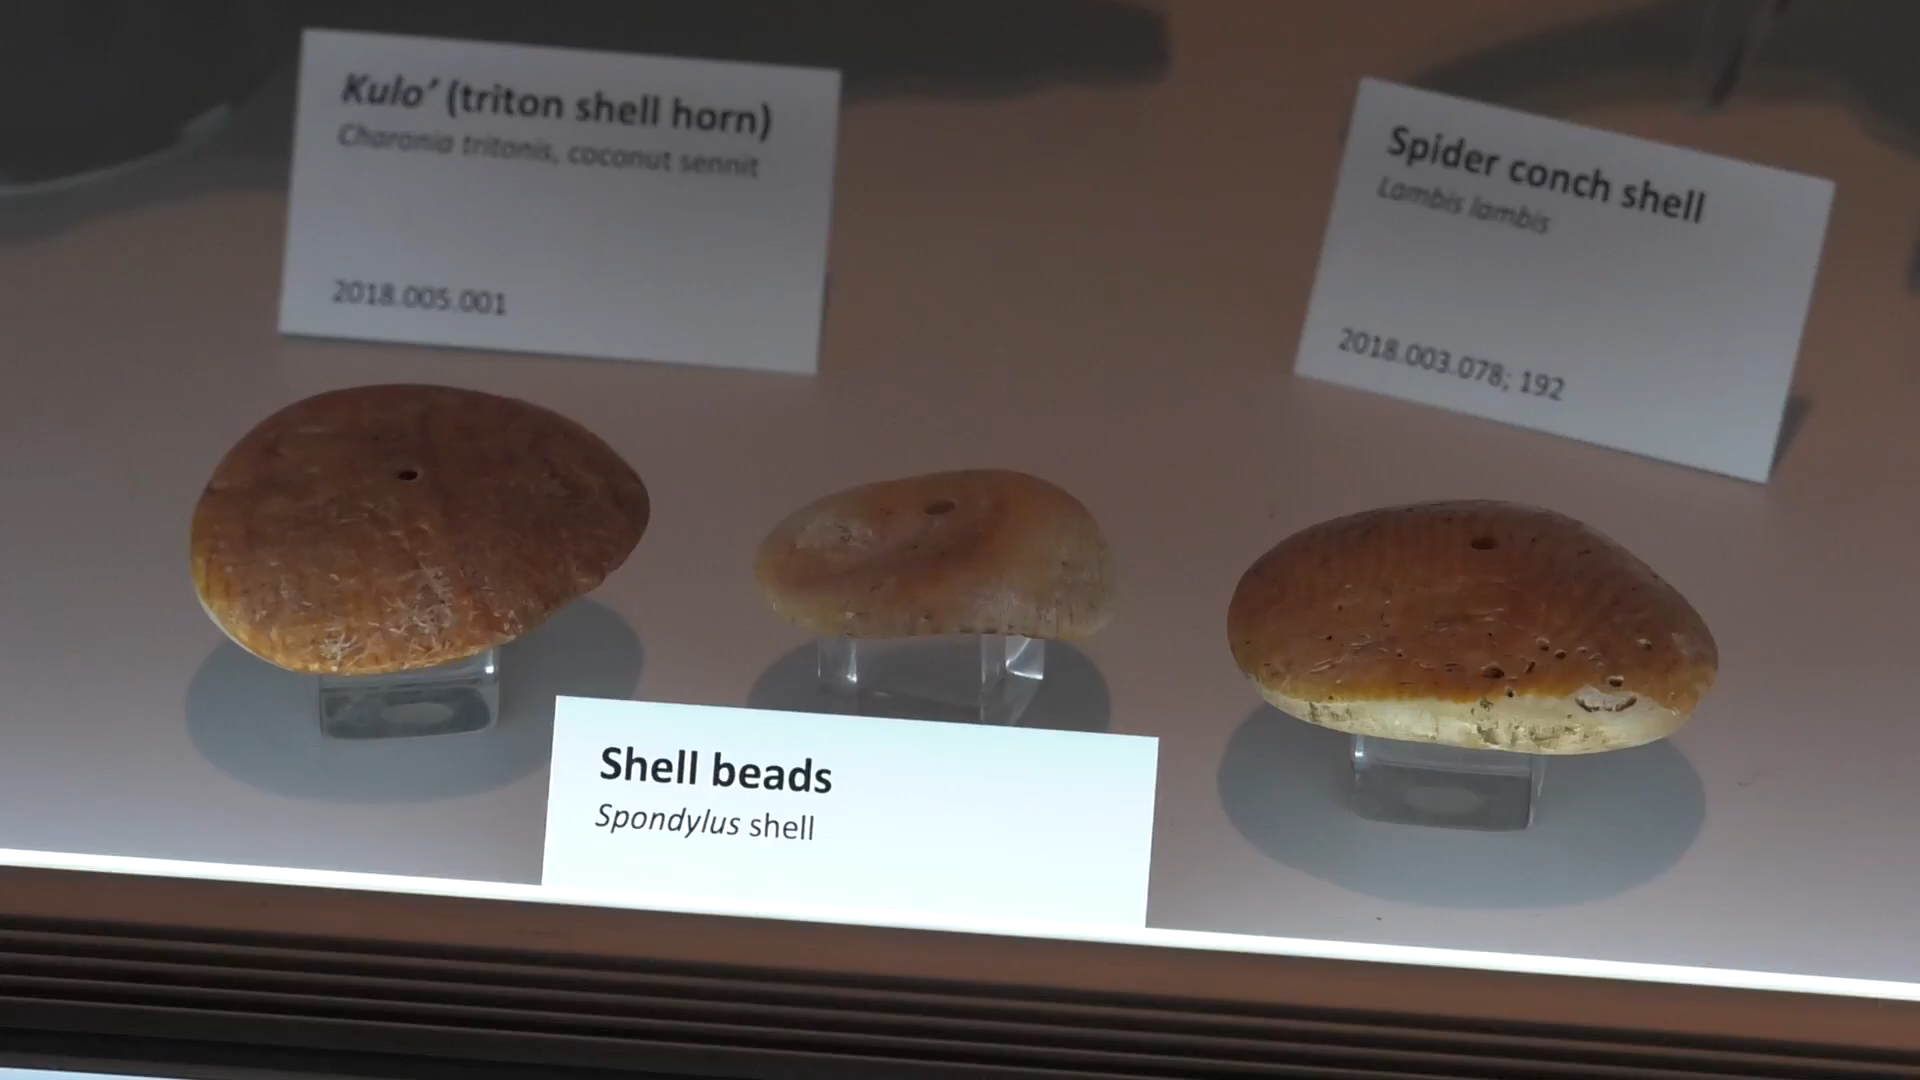 Kulo' (triton shell horn)
Charonia tritonis, coconut sennit
2018.005.001
Spider conch shell
Lambis lambis
2018.003.078; 192
Shell beads
Spondylus shell